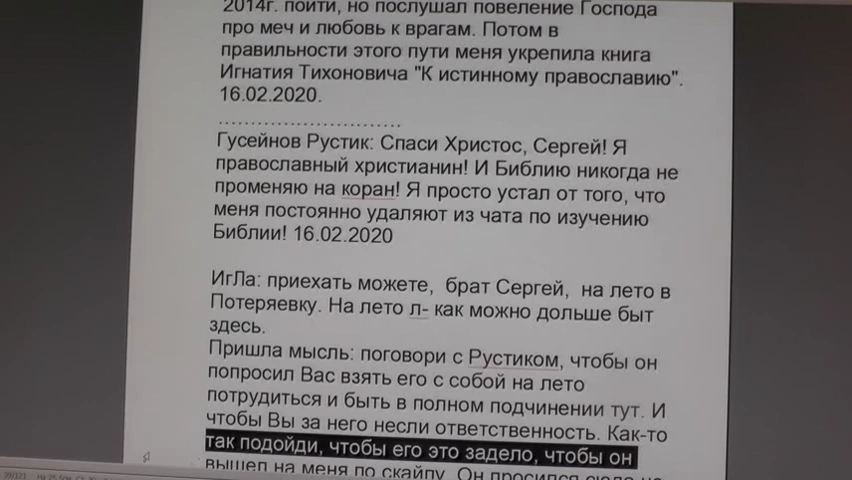 2014г. пойти, но послушал повеление Господа
про меч и любовь к врагам. Потом в
правильности этого пути меня укрепила книга
Игнатия Тихоновича "К истинному православию".
16.02.2020.
................................
Гусейнов Рустик: Спаси Христос, Сергей! Я
православный христианин! И Библию никогда не
променяю на коран! Я просто устал от того, что
меня постоянно удаляют из чата по изучению
Библии! 16.02.2020
ИгЛа: приехать можете, брат Сергей, на лето в
Потеряевку. На лето л- как можно дольше быт
здесь.
Пришла мысль: поговори с Рустиком, чтобы он
попросил Вас взять его с собой на лето
потрудиться и быть в полном подчинении тут. И
чтобы Вы за него несли ответственность. Как-то
так подойди, чтобы его это задело, чтобы он
вышел на меня по скайпу. Он просился сюда